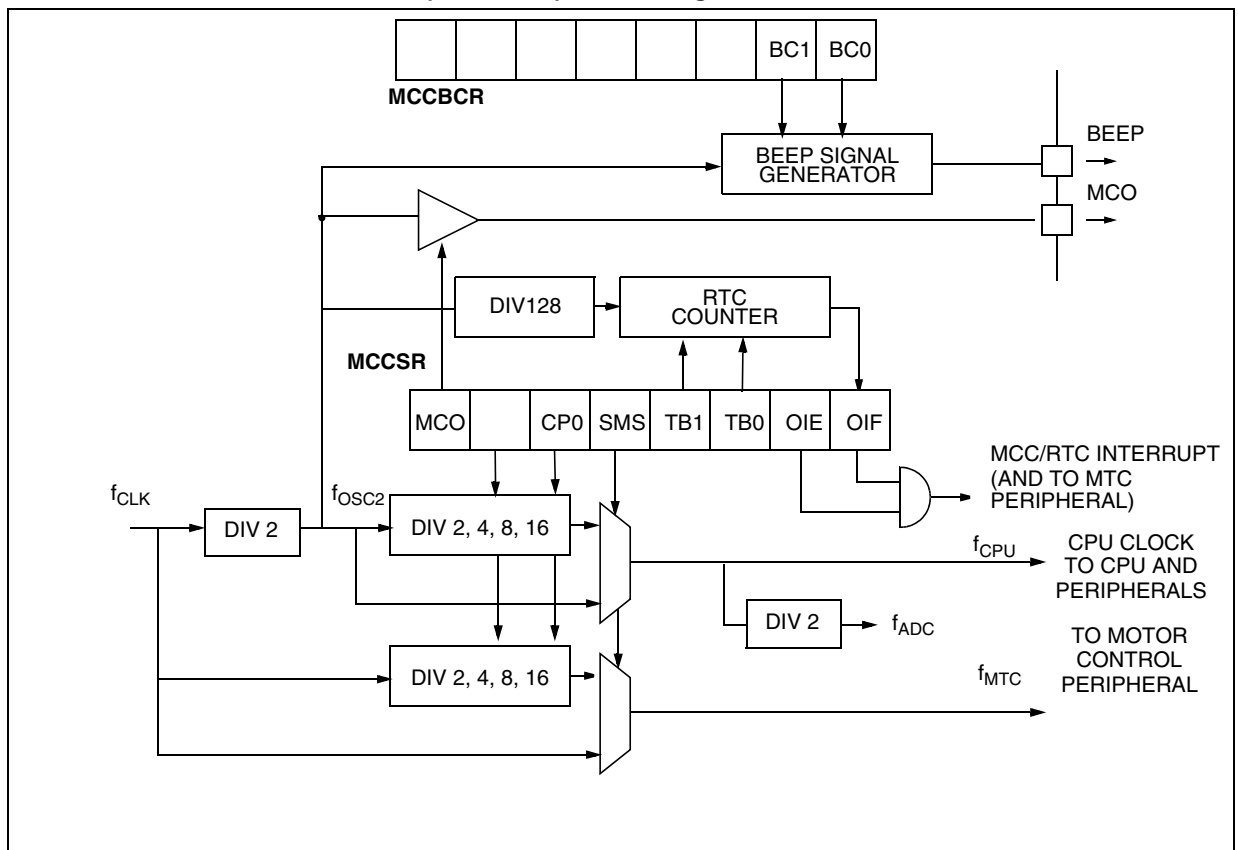 BC1 BC0
MCCBCR
BEEP SIGNAL
GENERATOR
BEEP
MCO
DIV128
RTC
COUNTER
MCCSR
MCO CP0 SMS TB1 TB0 OIE OIF
MCC/RTC INTERRUPT
(AND TO MTC
PERIPHERAL)
fCLK
DIV 2
fOSC2
DIV 2, 4, 8, 16
fCPU
CPU CLOCK
TO CPU AND
PERIPHERALS
DIV 2
fADC
DIV 2, 4, 8, 16
fMTC
TO MOTOR
CONTROL
PERIPHERAL